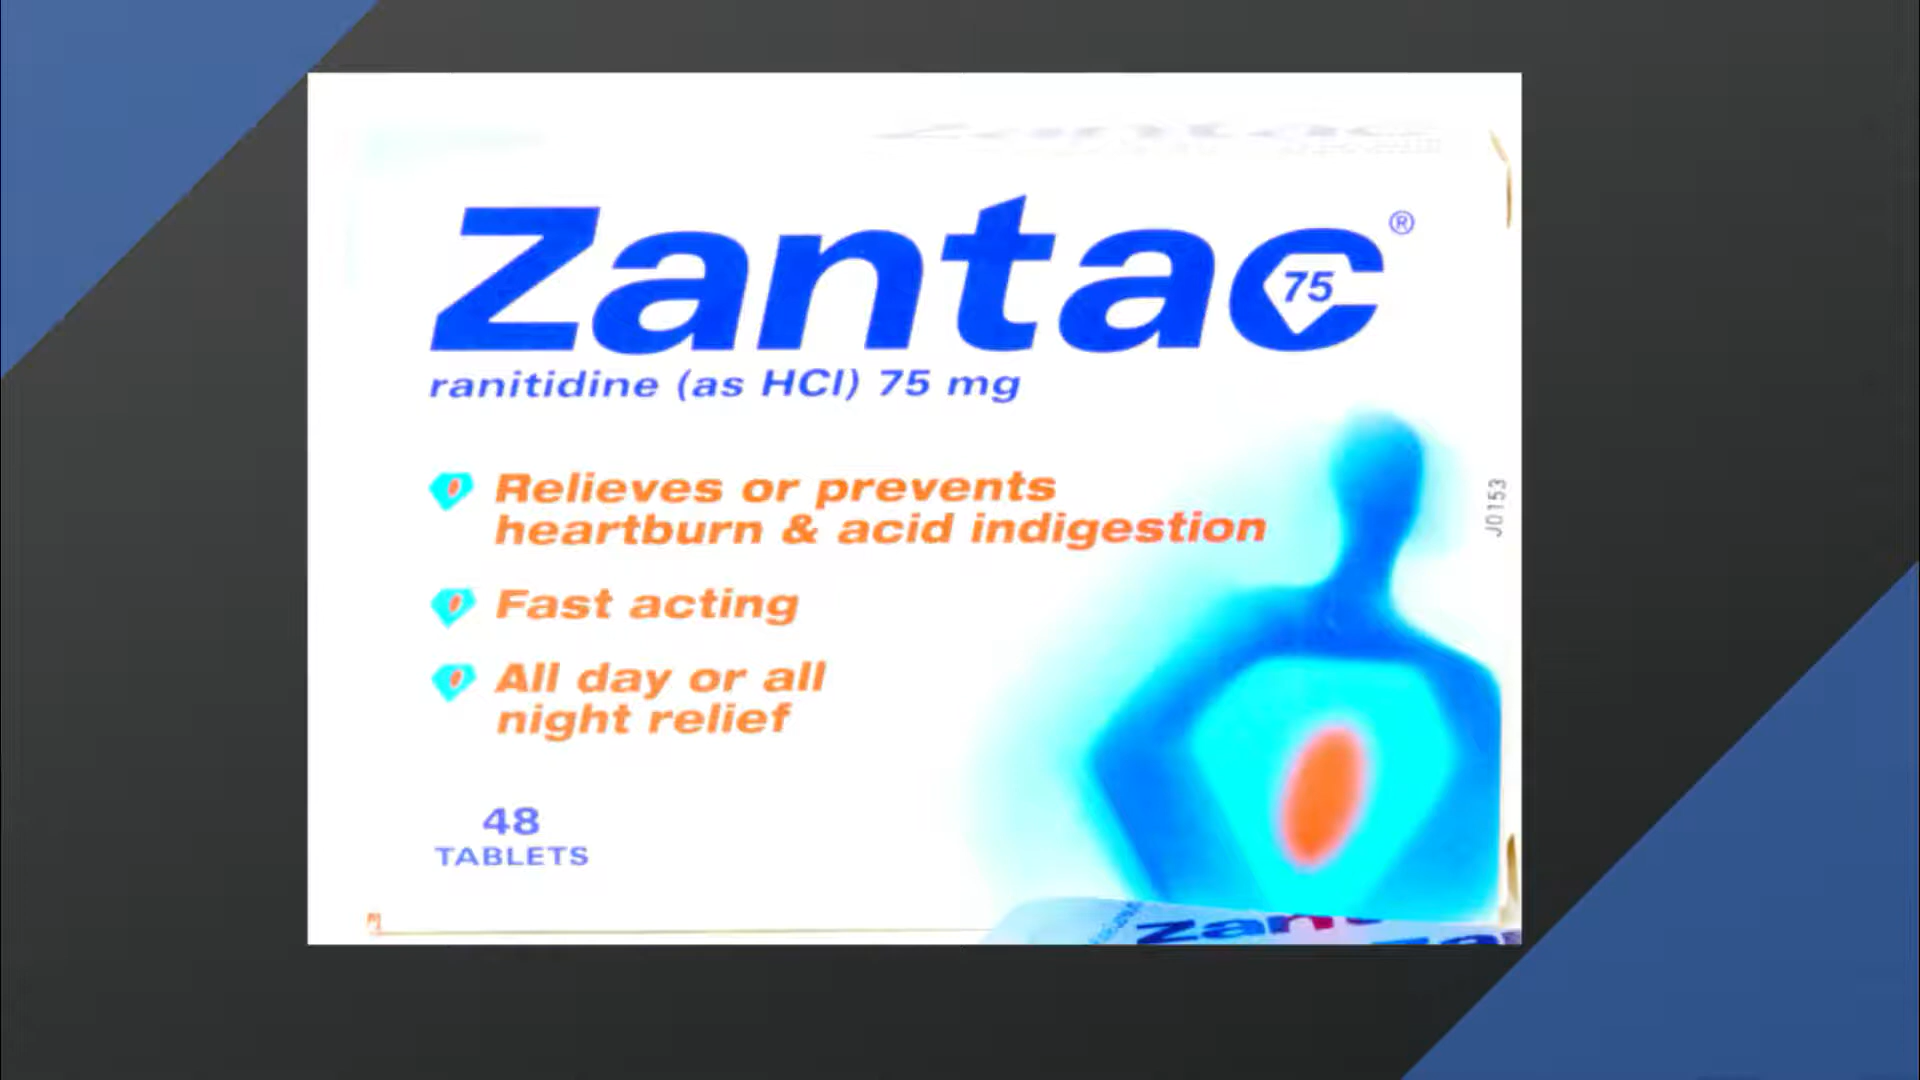 Zantac®
75
ranitidine (as HCl) 75 mg
Relieves or prevents
heartburn & acid indigestion
Fast acting
All day or all
night relief
J0153
48
TABLETS